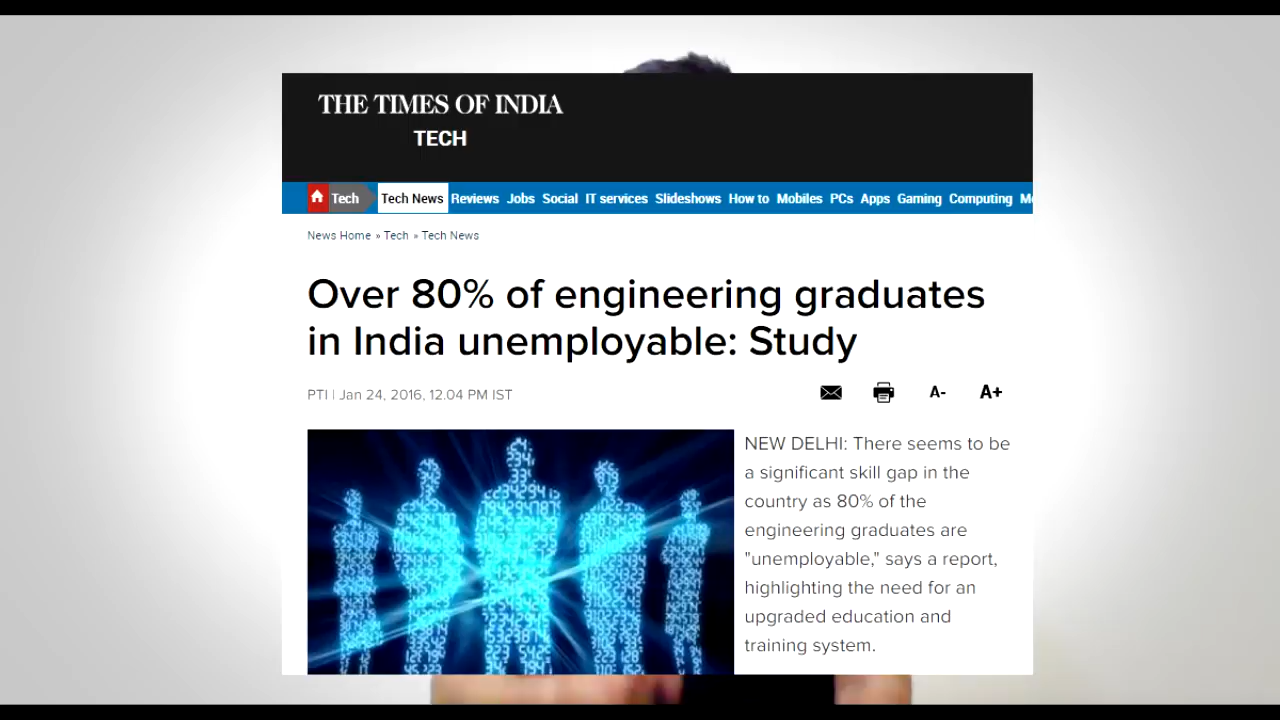 THE TIMES OF INDIA
TECH
Tech Tech News Reviews Jobs Social IT services Slideshows How to Mobiles PCs Apps Gaming Computing
News Home » Tech » Tech News
Over 80% of engineering graduates
in India unemployable: Study
PTI | Jan 24, 2016, 12.04 PM IST
A- A+
NEW DELHI: There seems to be
a significant skill gap in the
country as 80% of the
engineering graduates are
"unemployable," says a report,
highlighting the need for an
upgraded education and
training system.